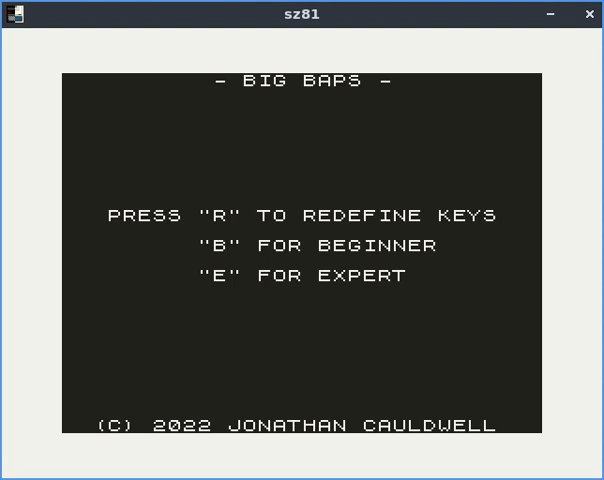 sz81
- BIG BAPS -
PRESS "R" TO REDEFINE KEYS
"B" FOR BEGINNER
"E" FOR EXPERT
(C) 2022 JONATHAN CAULDWELL